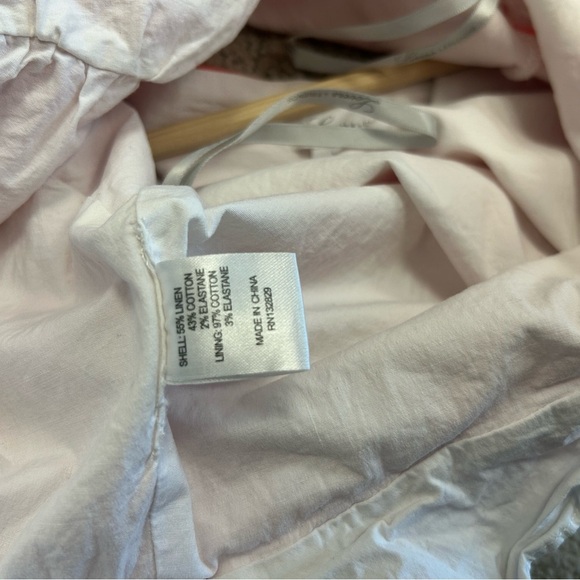 SHELL: 55% LINEN
43% COTTON
2% ELASTANE
LINING: 97% COTTON
3% ELASTANE
MADE IN CHINA
RN132829